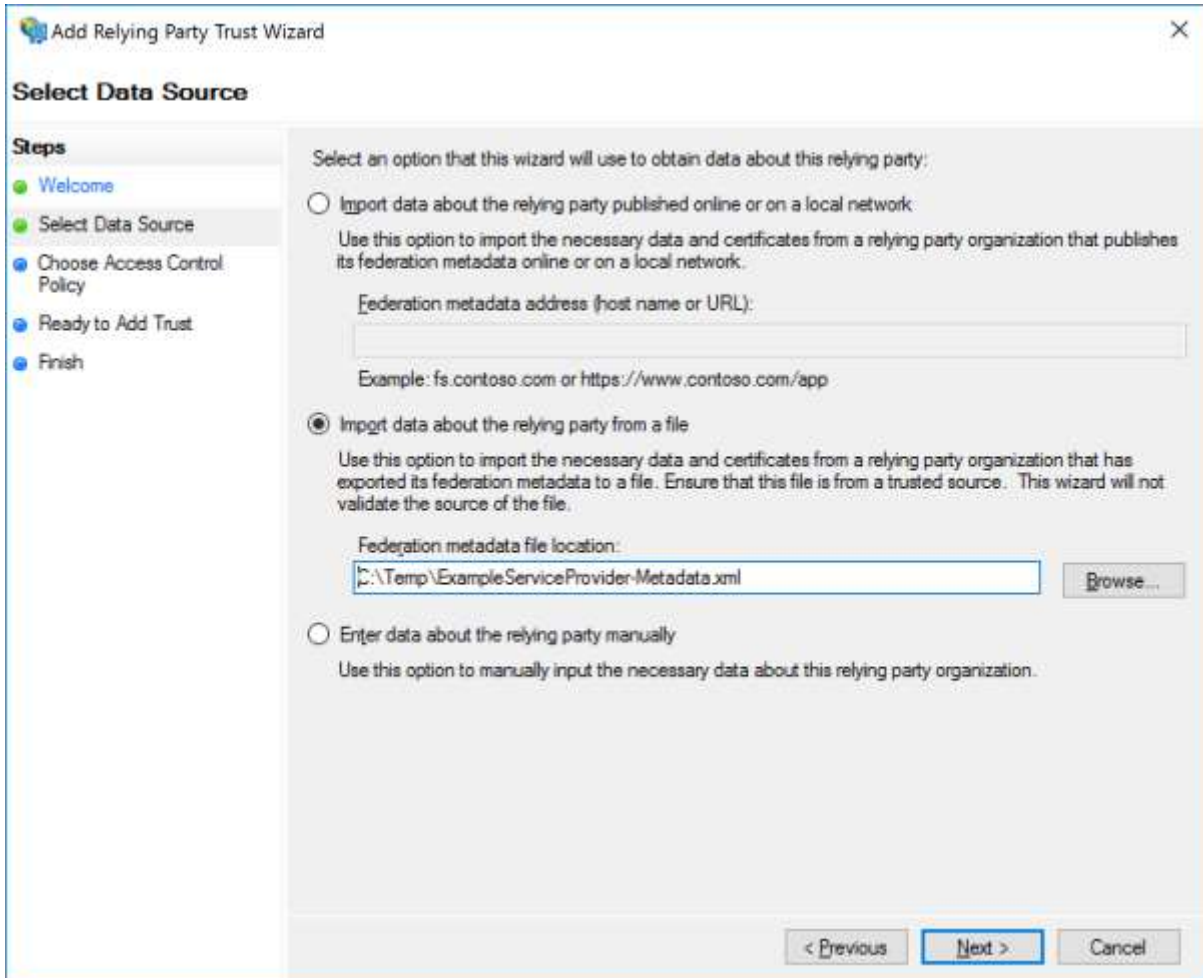 Add Relying Party Trust Wizard
Select Data Source
Steps
Welcome
Select Data Source
Choose Access Control
Policy
Ready to Add Trust
Finish
Select an option that this wizard will use to obtain data about this relying party:
Import data about the relying party published online or on a local network
Use this option to import the necessary data and certificates from a relying party organization that publishes
its federation metadata online or on a local network.
Federation metadata address (host name or URL):
Example: fs.contoso.com or https://www.contoso.com/app
Import data about the relying party from a file
Use this option to import the necessary data and certificates from a relying party organization that has
exported its federation metadata to a file. Ensure that this file is from a trusted source. This wizard will not
validate the source of the file.
Federation metadata file location:
C:\Temp\ExampleServiceProvider-Metadata.xml
Browse...
Enter data about the relying party manually
Use this option to manually input the necessary data about this relying party organization.
< Previous
Next >
Cancel